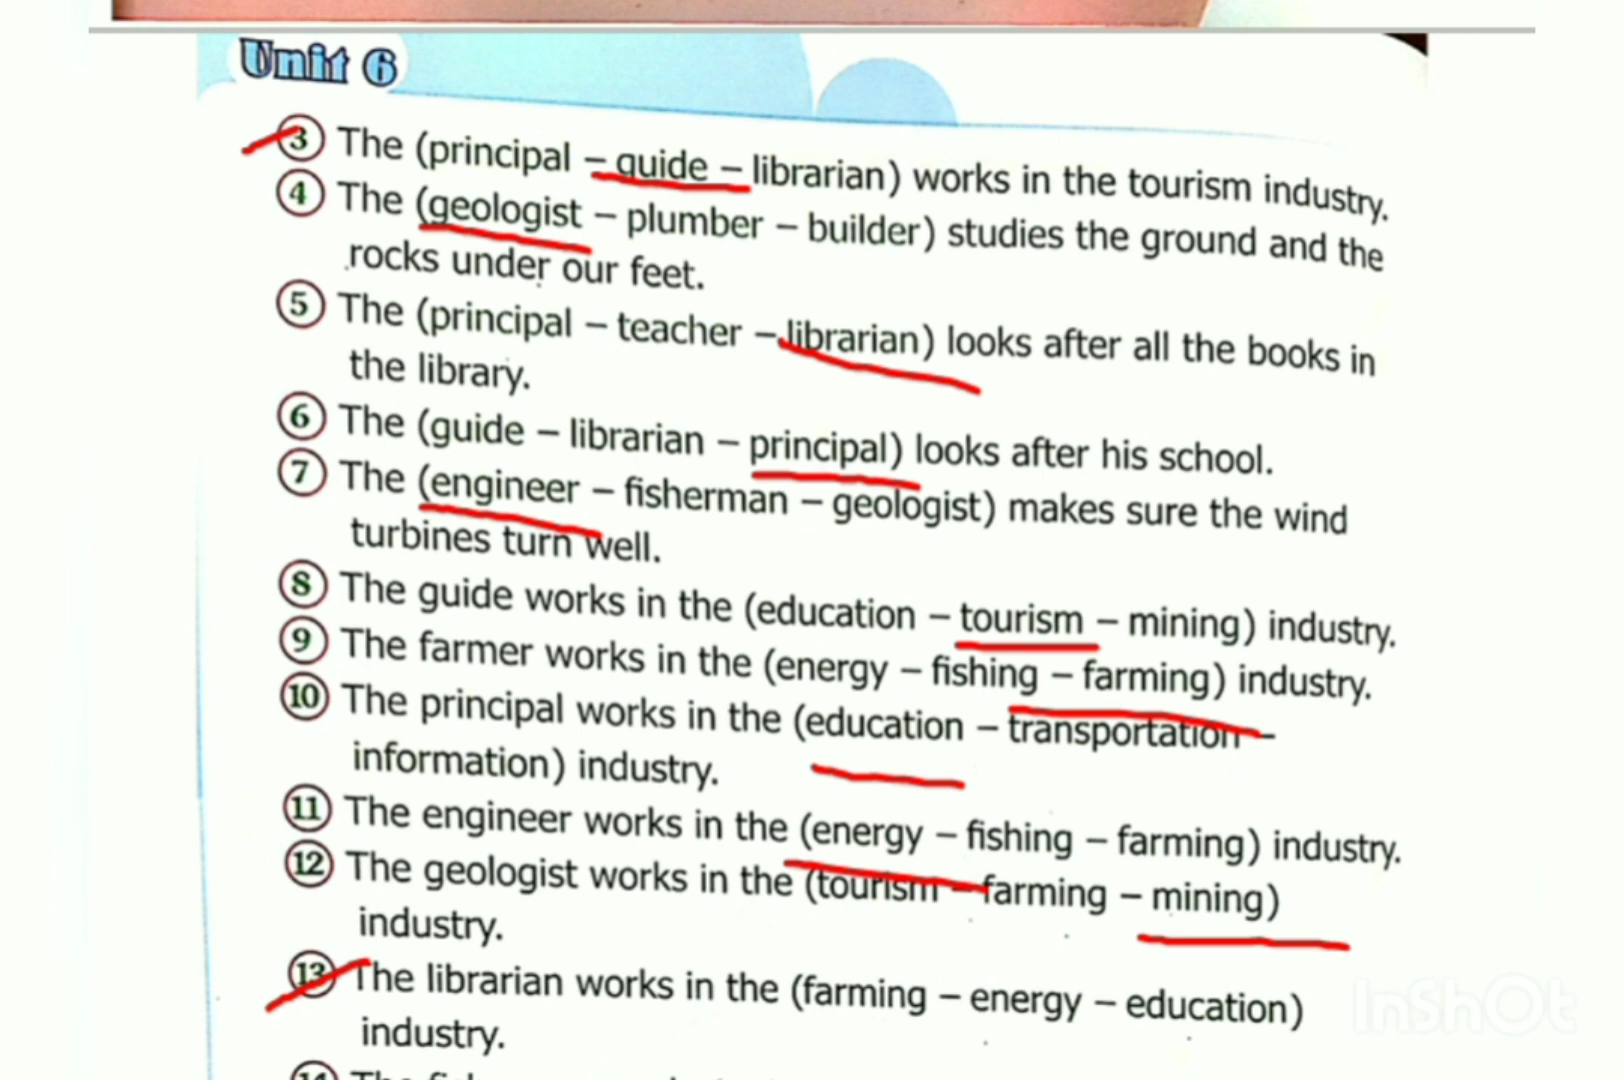 Unit 6
3 The (principal – guide – librarian) works in the tourism industry.
4 The (geologist – plumber – builder) studies the ground and the
rocks under our feet.
5 The (principal – teacher – librarian) looks after all the books in
the library.
6 The (guide – librarian – principal) looks after his school.
7 The (engineer – fisherman – geologist) makes sure the wind
turbines turn well.
8 The guide works in the (education – tourism – mining) industry.
9 The farmer works in the (energy – fishing – farming) industry.
10 The principal works in the (education – transportation –
information) industry.
11 The engineer works in the (energy – fishing – farming) industry.
12 The geologist works in the (tourism – farming – mining)
industry.
13 The librarian works in the (farming – energy – education)
industry.
14 The
InShOt